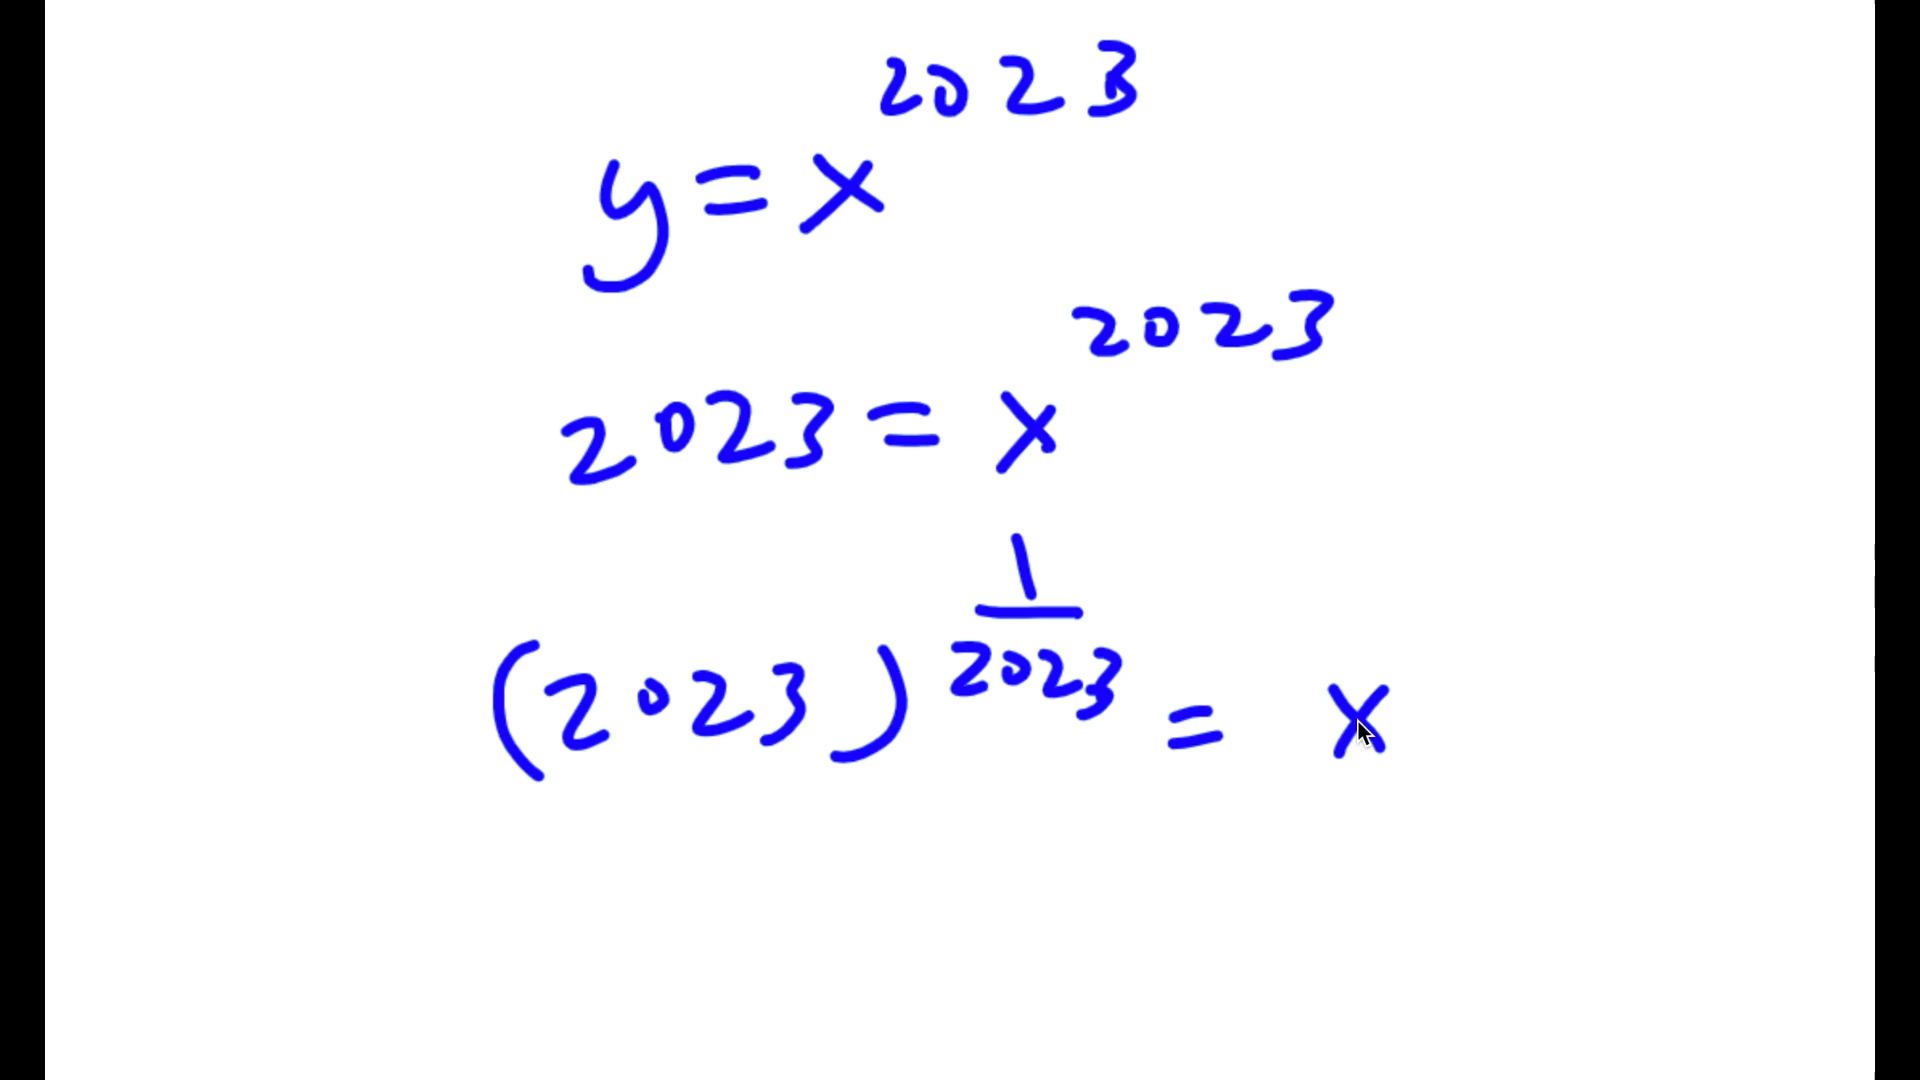 y = x^2023
2023 = x^2023
(2023)^(1/2023) = x